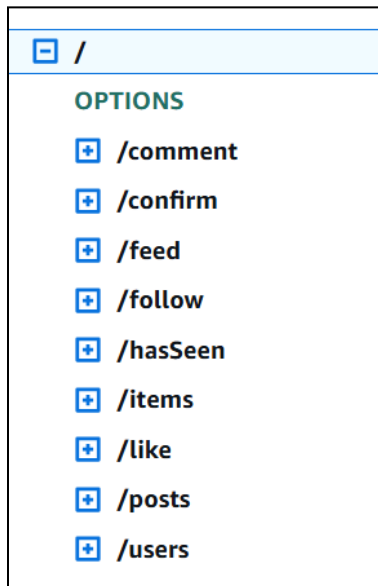 /
OPTIONS
/comment
/confirm
/feed
/follow
/hasSeen
/items
/like
/posts
/users